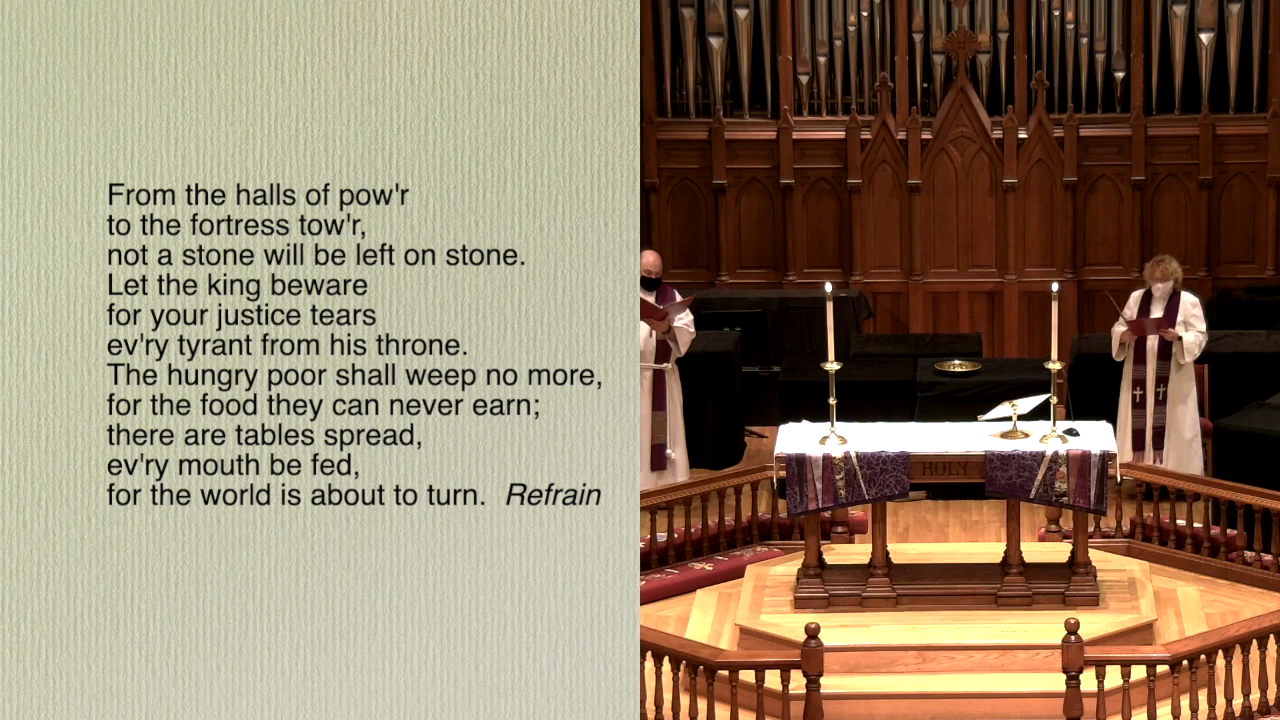 From the halls of pow'r
to the fortress tow'r,
not a stone will be left on stone.
Let the king beware
for your justice tears
ev'ry tyrant from his throne.
The hungry poor shall weep no more,
for the food they can never earn;
there are tables spread,
ev'ry mouth be fed,
for the world is about to turn. Refrain
HOLY